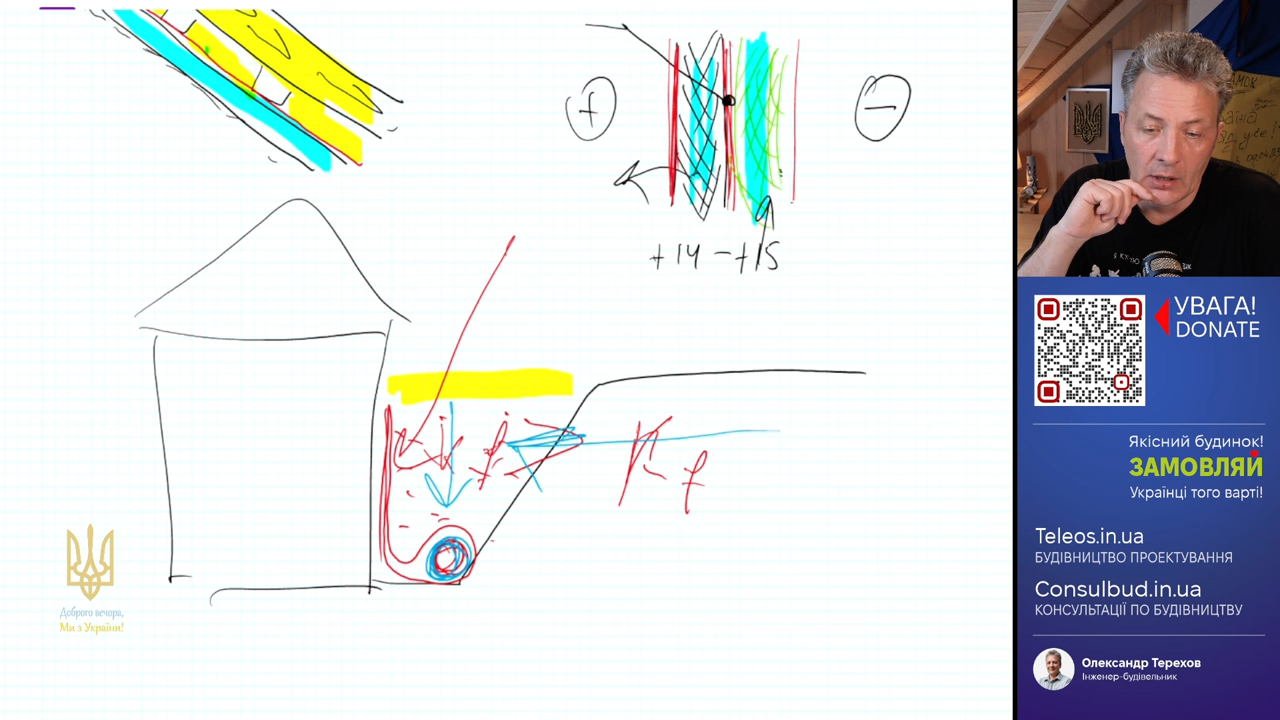 +
−
+14 − +15
Kf
Доброго вечора,
Ми з України!
УВАГА!
DONATE
Якісний будинок!
ЗАМОВЛЯЙ
Українці того варті!
Teleos.in.ua
БУДІВНИЦТВО ПРОЕКТУВАННЯ
Consulbud.in.ua
КОНСУЛЬТАЦІЇ ПО БУДІВНИЦТВУ
Олександр Терехов
Інженер-будівельник